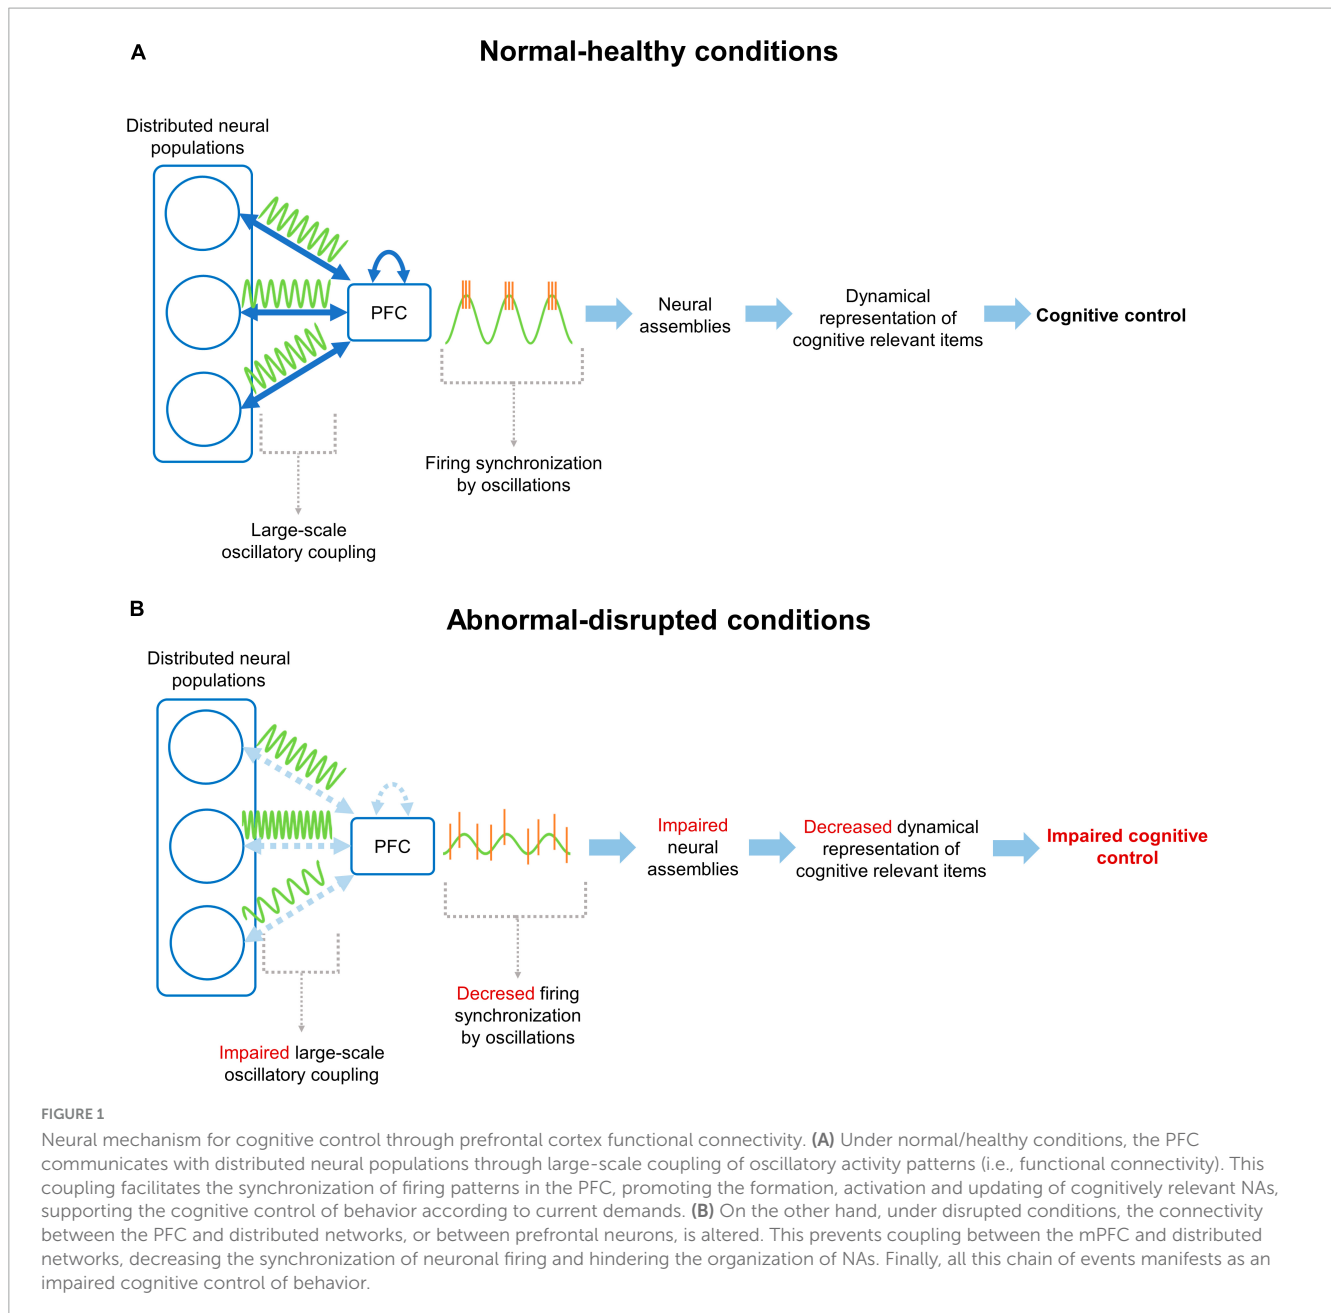 A
Normal-healthy conditions
Distributed neural
populations
PFC
Neural
assemblies
Dynamical
representation of
cognitive relevant items
Cognitive control
Firing synchronization
by oscillations
Large-scale
oscillatory coupling
B
Abnormal-disrupted conditions
Distributed neural
populations
PFC
Impaired
neural
assemblies
Decreased dynamical
representation of
cognitive relevant items
Impaired cognitive
control
Decresed firing
synchronization
by oscillations
Impaired large-scale
oscillatory coupling
FIGURE 1
Neural mechanism for cognitive control through prefrontal cortex functional connectivity. (A) Under normal/healthy conditions, the PFC
communicates with distributed neural populations through large-scale coupling of oscillatory activity patterns (i.e., functional connectivity). This
coupling facilitates the synchronization of firing patterns in the PFC, promoting the formation, activation and updating of cognitively relevant NAs,
supporting the cognitive control of behavior according to current demands. (B) On the other hand, under disrupted conditions, the connectivity
between the PFC and distributed networks, or between prefrontal neurons, is altered. This prevents coupling between the mPFC and distributed
networks, decreasing the synchronization of neuronal firing and hindering the organization of NAs. Finally, all this chain of events manifests as an
impaired cognitive control of behavior.